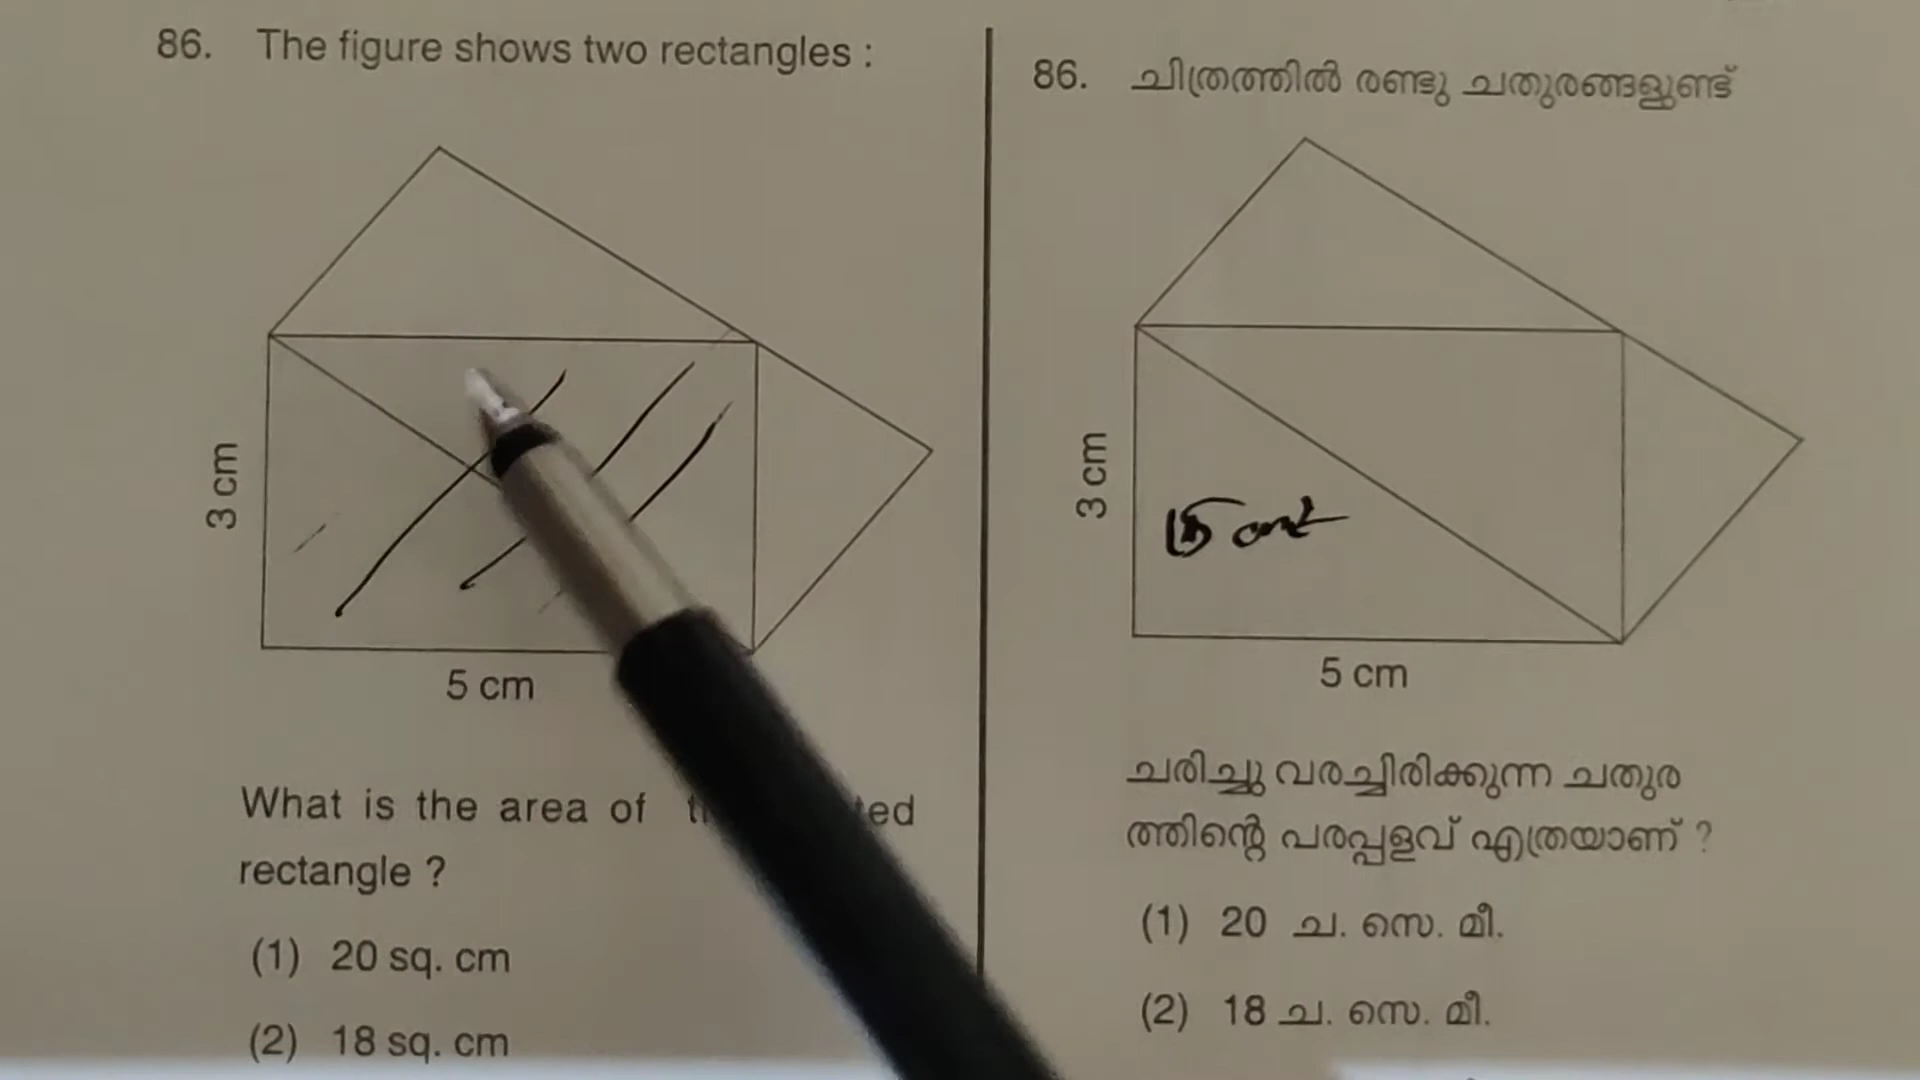 86. The figure shows two rectangles :
3 cm
5 cm
What is the area of
rectangle ?
(1) 20 sq. cm
(2) 18 sq. cm
86. ചിത്രത്തിൽ രണ്ടു ചതുരങ്ങളുണ്ട്
3 cm
5 cm
ചരിച്ചു വരച്ചിരിക്കുന്ന ചതുര
ത്തിന്റെ പരപ്പളവ് എത്രയാണ് ?
(1) 20 ച. സെ. മീ.
(2) 18 ച. സെ. മീ.